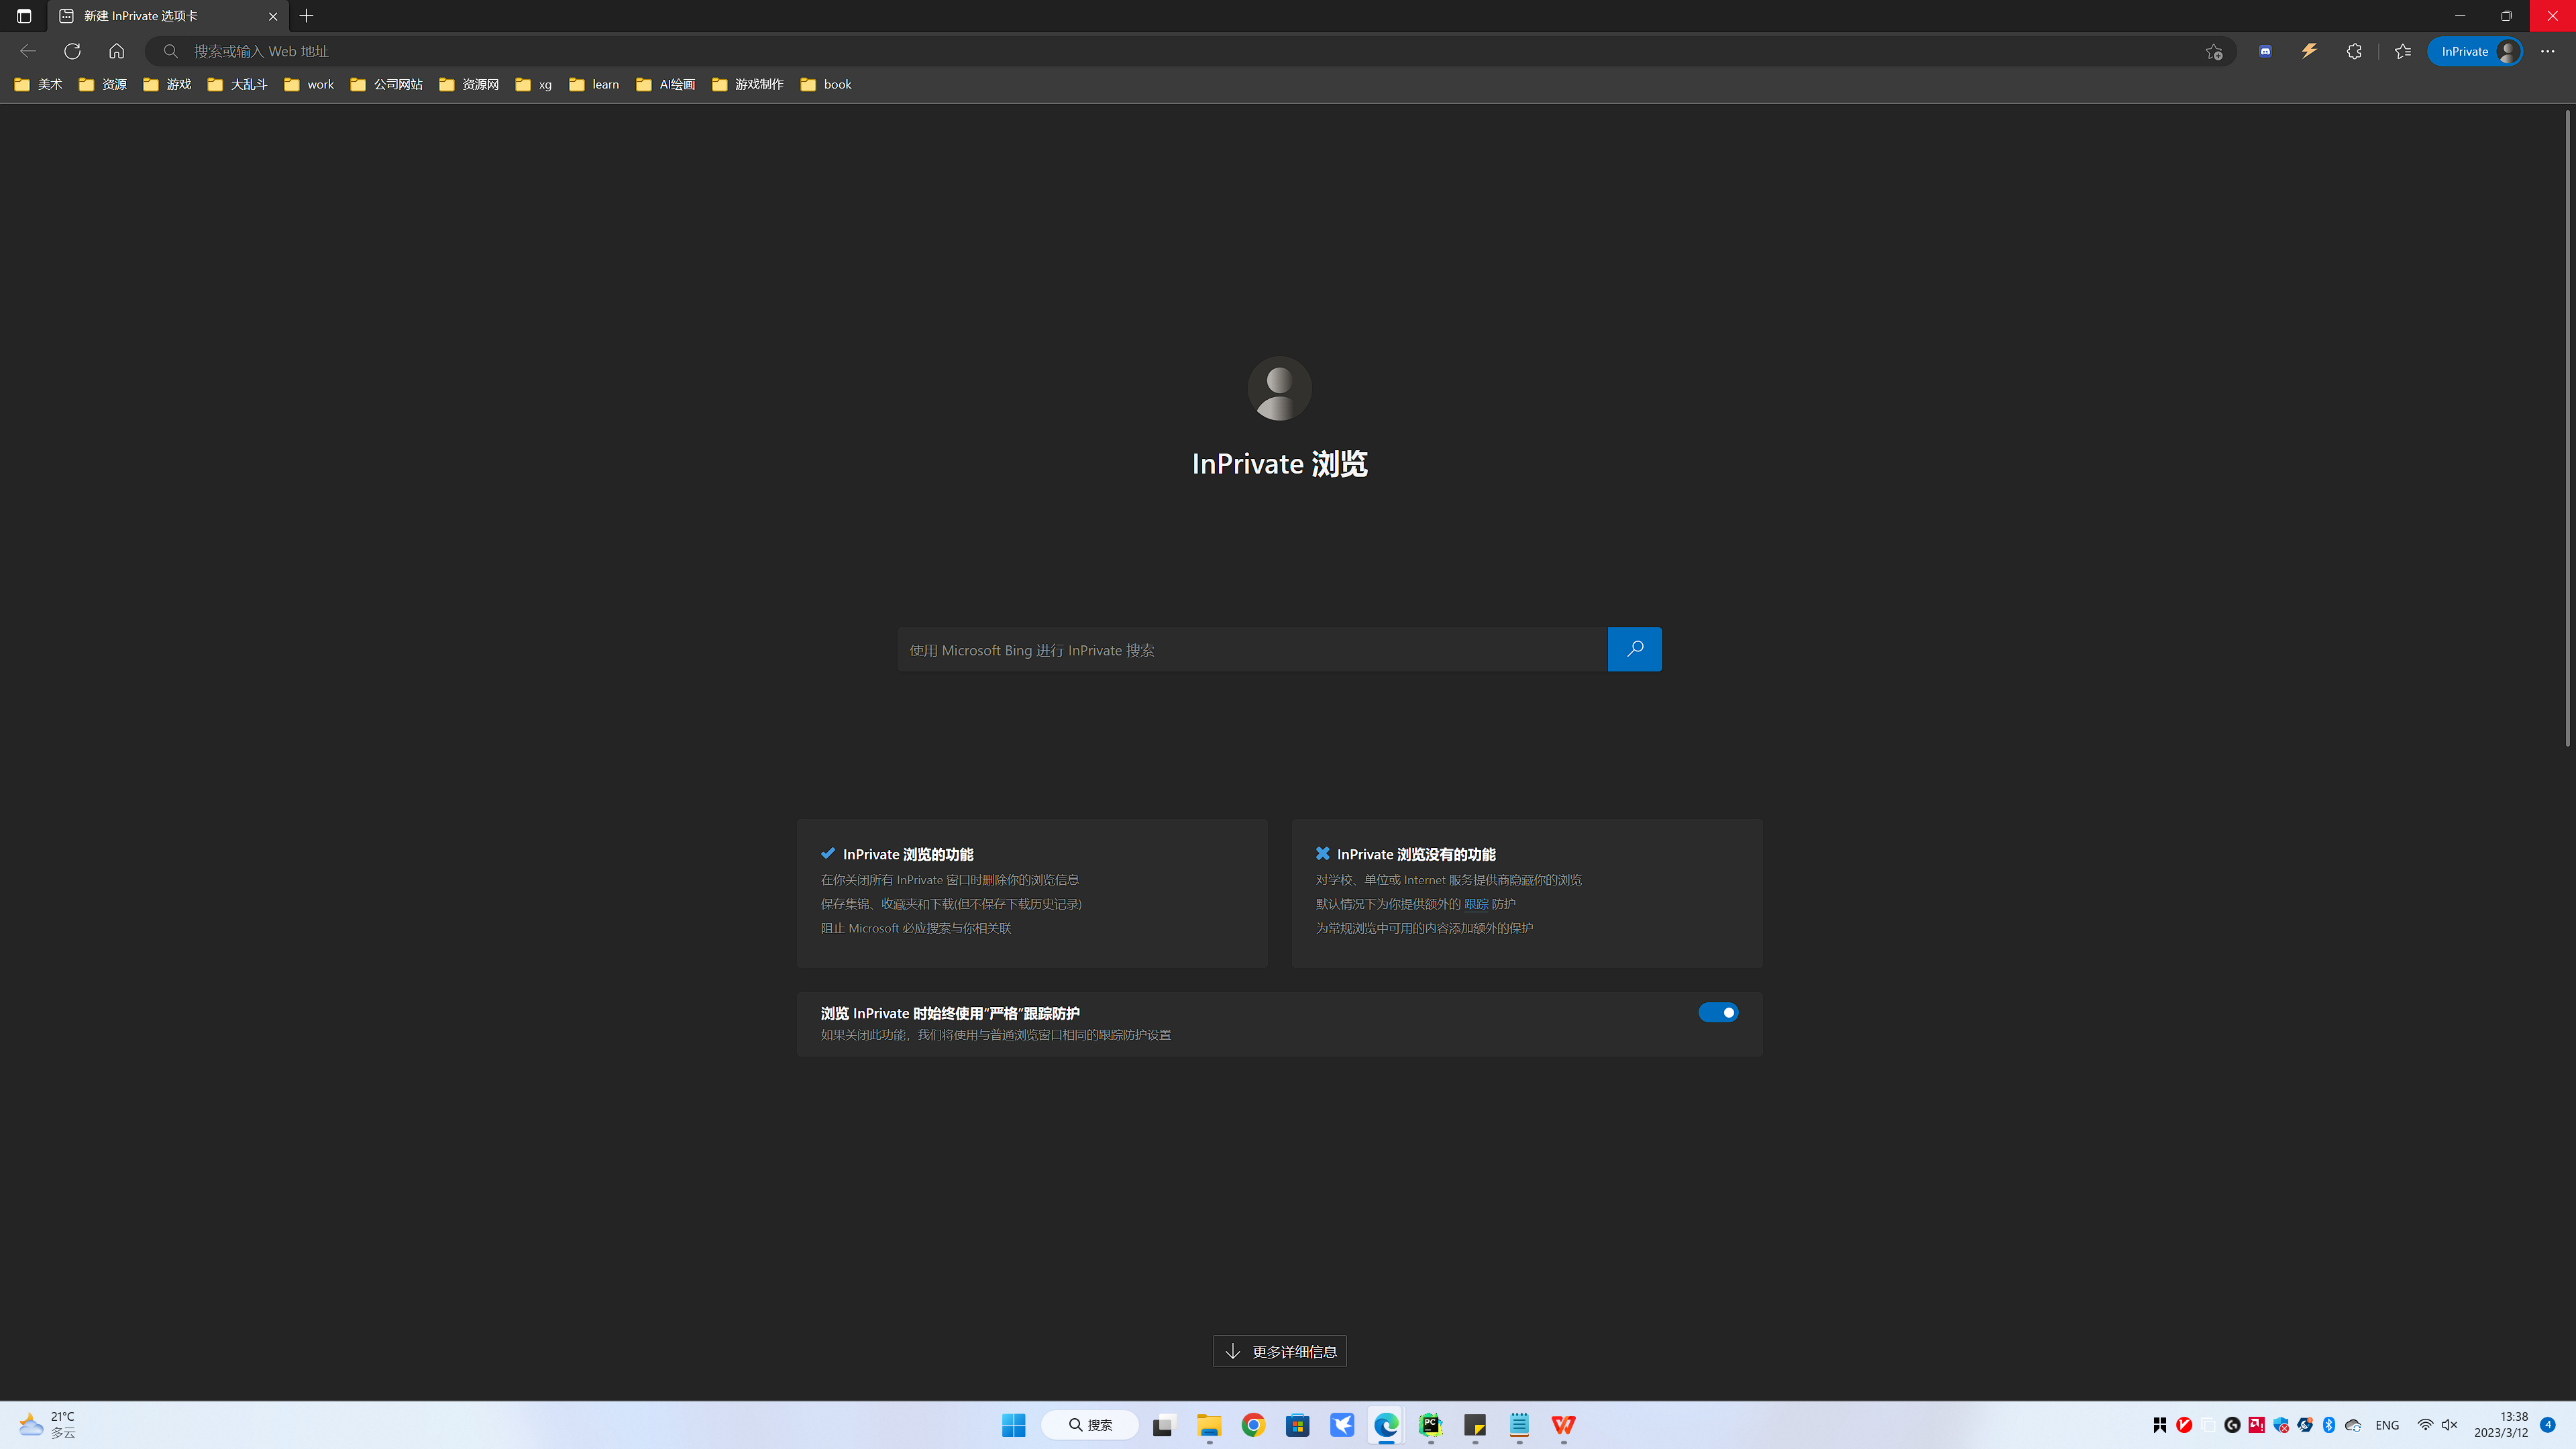 新建 InPrivate 选项卡
搜索或输入 Web 地址
InPrivate
美术 资源 游戏 大乱斗 work 公司网站 资源网 xg learn AI绘画 游戏制作 book
InPrivate 浏览
使用 Microsoft Bing 进行 InPrivate 搜索
InPrivate 浏览的功能
在你关闭所有 InPrivate 窗口时删除你的浏览信息
保存集锦、收藏夹和下载(但不保存下载历史记录)
阻止 Microsoft 必应搜索与你相关联
InPrivate 浏览没有的功能
对学校、单位或 Internet 服务提供商隐藏你的浏览
默认情况下为你提供额外的 跟踪 防护
为常规浏览中可用的内容添加额外的保护
浏览 InPrivate 时始终使用“严格”跟踪防护
如果关闭此功能，我们将使用与普通浏览窗口相同的跟踪防护设置
更多详细信息
21°C
多云
搜索
PC
ENG
13:38
2023/3/12
4